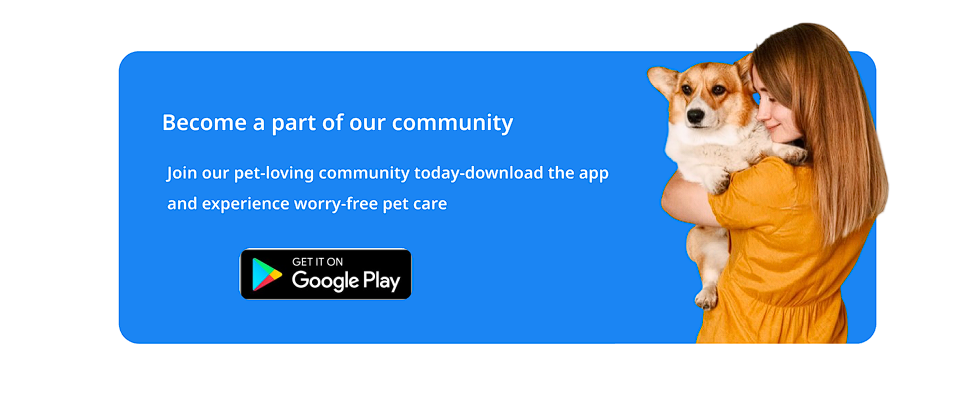 Become a part of our community
Join our pet-loving community today-download the app
and experience worry-free pet care
GET IT ON
Google Play